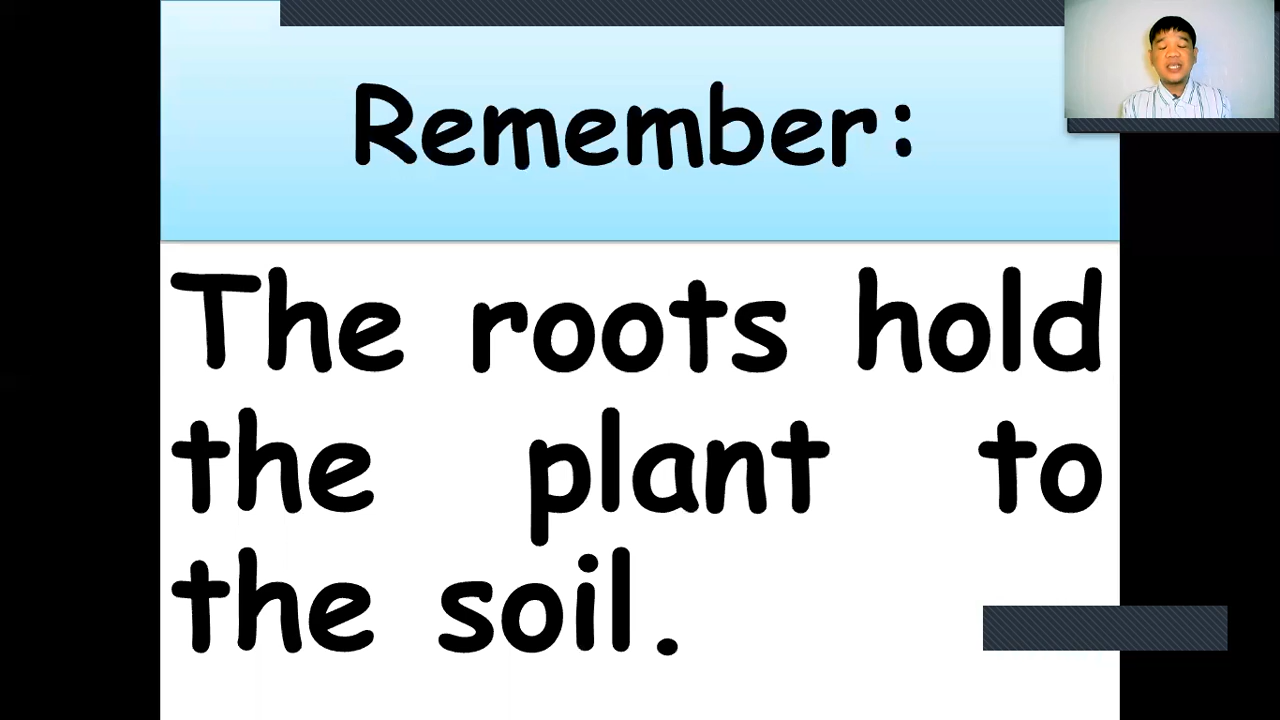 Remember:
The roots hold
the plant to
the soil.